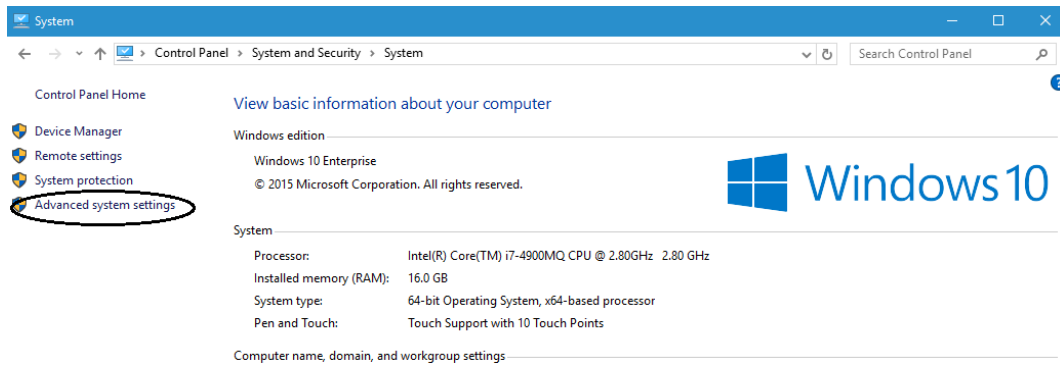 System
Control Panel > System and Security > System
Search Control Panel
Control Panel Home
Device Manager
Remote settings
System protection
Advanced system settings
View basic information about your computer
Windows edition
Windows 10 Enterprise
© 2015 Microsoft Corporation. All rights reserved.
Windows 10
System
Processor: Intel(R) Core(TM) i7-4900MQ CPU @ 2.80GHz 2.80 GHz
Installed memory (RAM): 16.0 GB
System type: 64-bit Operating System, x64-based processor
Pen and Touch: Touch Support with 10 Touch Points
Computer name, domain, and workgroup settings